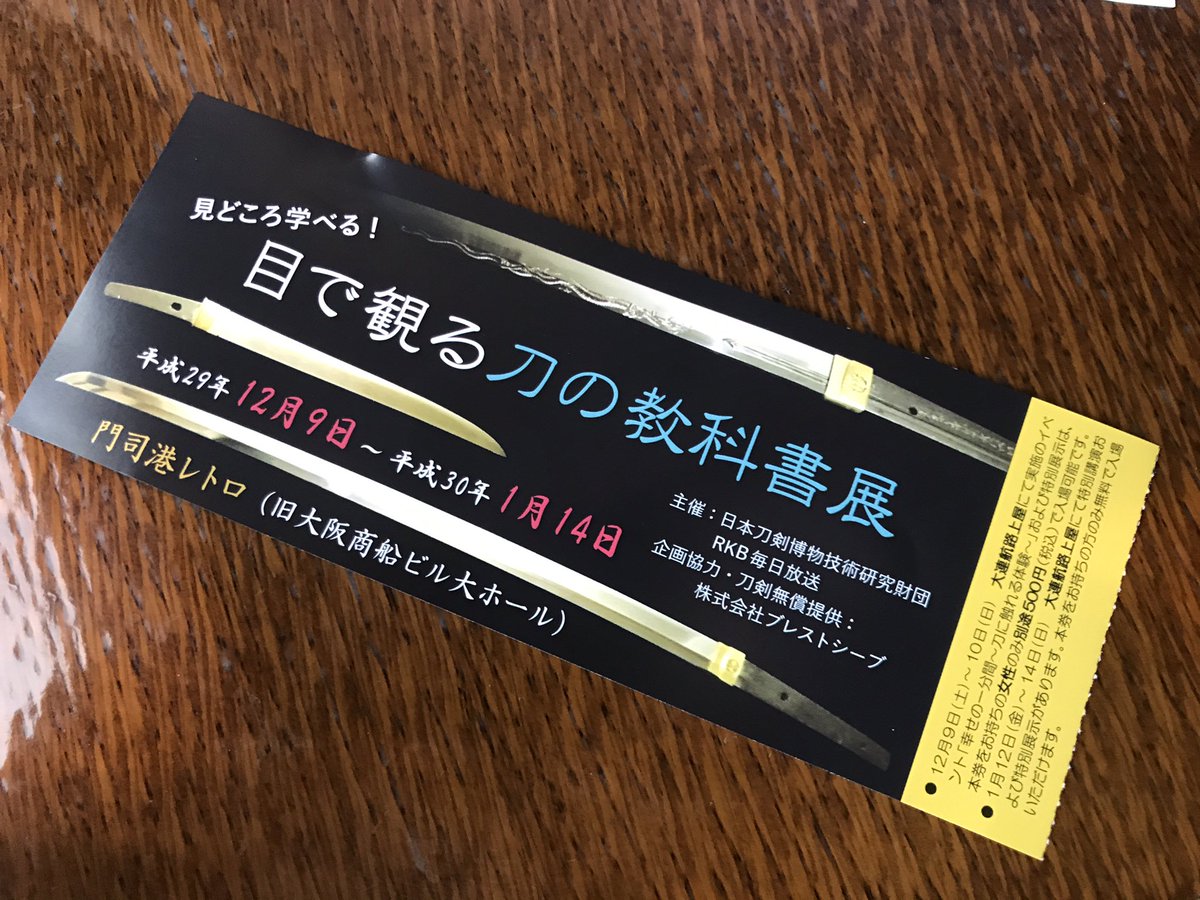 見どころ学べる!
目で観る刀の教科書展
平成29年12月9日〜平成30年1月14日
門司港レトロ(旧大阪商船ビル大ホール)
主催:日本刀剣博物技術研究財団
RKB毎日放送
企画協力・刀剣無償提供:
株式会社ブレストシーブ
●12月9日(土)〜10日(日) 大連航路上屋にて実施のイベ
ント「幸せの一分間〜刀に触れる体験〜」および特別展示は、
本券をお持ちの女性のみ別途500円(税込)で入場可能です。
●1月12日(金)〜14日(日) 大連航路上屋にて特別講演お
よび特別展示があります。本券をお持ちの方のみ無料で入場
いただけます。